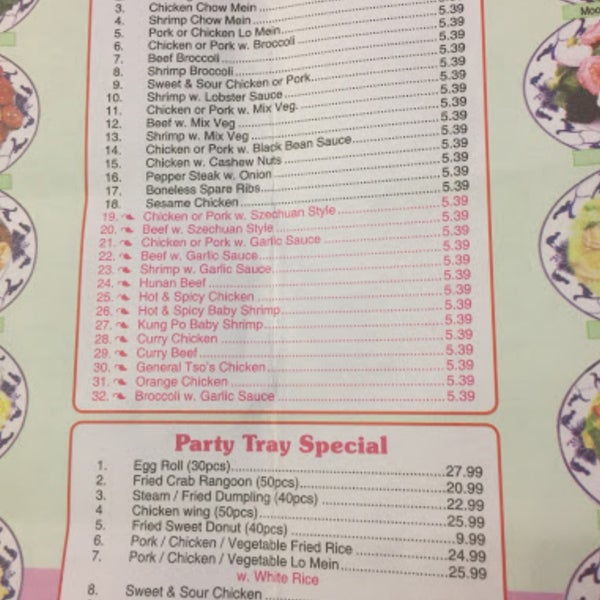 3. Chicken Chow Mein 5.39
4. Shrimp Chow Mein 5.39
5. Pork or Chicken Lo Mein 5.39
6. Chicken or Pork w. Broccoli 5.39
7. Beef Broccoli 5.39
8. Shrimp Broccoli 5.39
9. Sweet & Sour Chicken or Pork 5.39
10. Shrimp w. Lobster Sauce 5.39
11. Chicken or Pork w. Mix Veg. 5.39
12. Beef w. Mix Veg 5.39
13. Shrimp w. Mix Veg 5.39
14. Chicken or Pork w. Black Bean Sauce 5.39
15. Chicken w. Cashew Nuts 5.39
16. Pepper Steak w. Onion 5.39
17. Boneless Spare Ribs 5.39
18. Sesame Chicken 5.39
19. Chicken or Pork w. Szechuan Style 5.39
20. Beef w. Szechuan Style 5.39
21. Chicken or Pork w. Garlic Sauce 5.39
22. Beef w. Garlic Sauce 5.39
23. Shrimp w. Garlic Sauce 5.39
24. Hunan Beef 5.39
25. Hot & Spicy Chicken 5.39
26. Hot & Spicy Baby Shrimp 5.39
27. Kung Po Baby Shrimp 5.39
28. Curry Chicken 5.39
29. Curry Beef 5.39
30. General Tso's Chicken 5.39
31. Orange Chicken 5.39
32. Broccoli w. Garlic Sauce 5.39
Party Tray Special
1. Egg Roll (30pcs) 27.99
2. Fried Crab Rangoon (50pcs) 20.99
3. Steam / Fried Dumpling (40pcs) 22.99
4 Chicken wing (50pcs) 25.99
5. Fried Sweet Donut (40pcs) 9.99
6. Pork / Chicken / Vegetable Fried Rice 24.99
7. Pork / Chicken / Vegetable Lo Mein 25.99
w. White Rice
8. Sweet & Sour Chicken